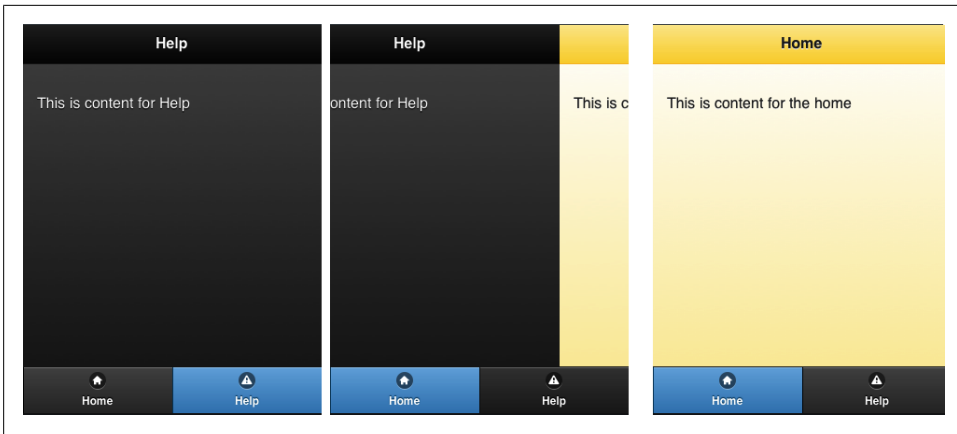 Help
This is content for Help
Home
Help
Help
ontent for Help
This is c
Home
Help
Home
This is content for the home
Home
Help